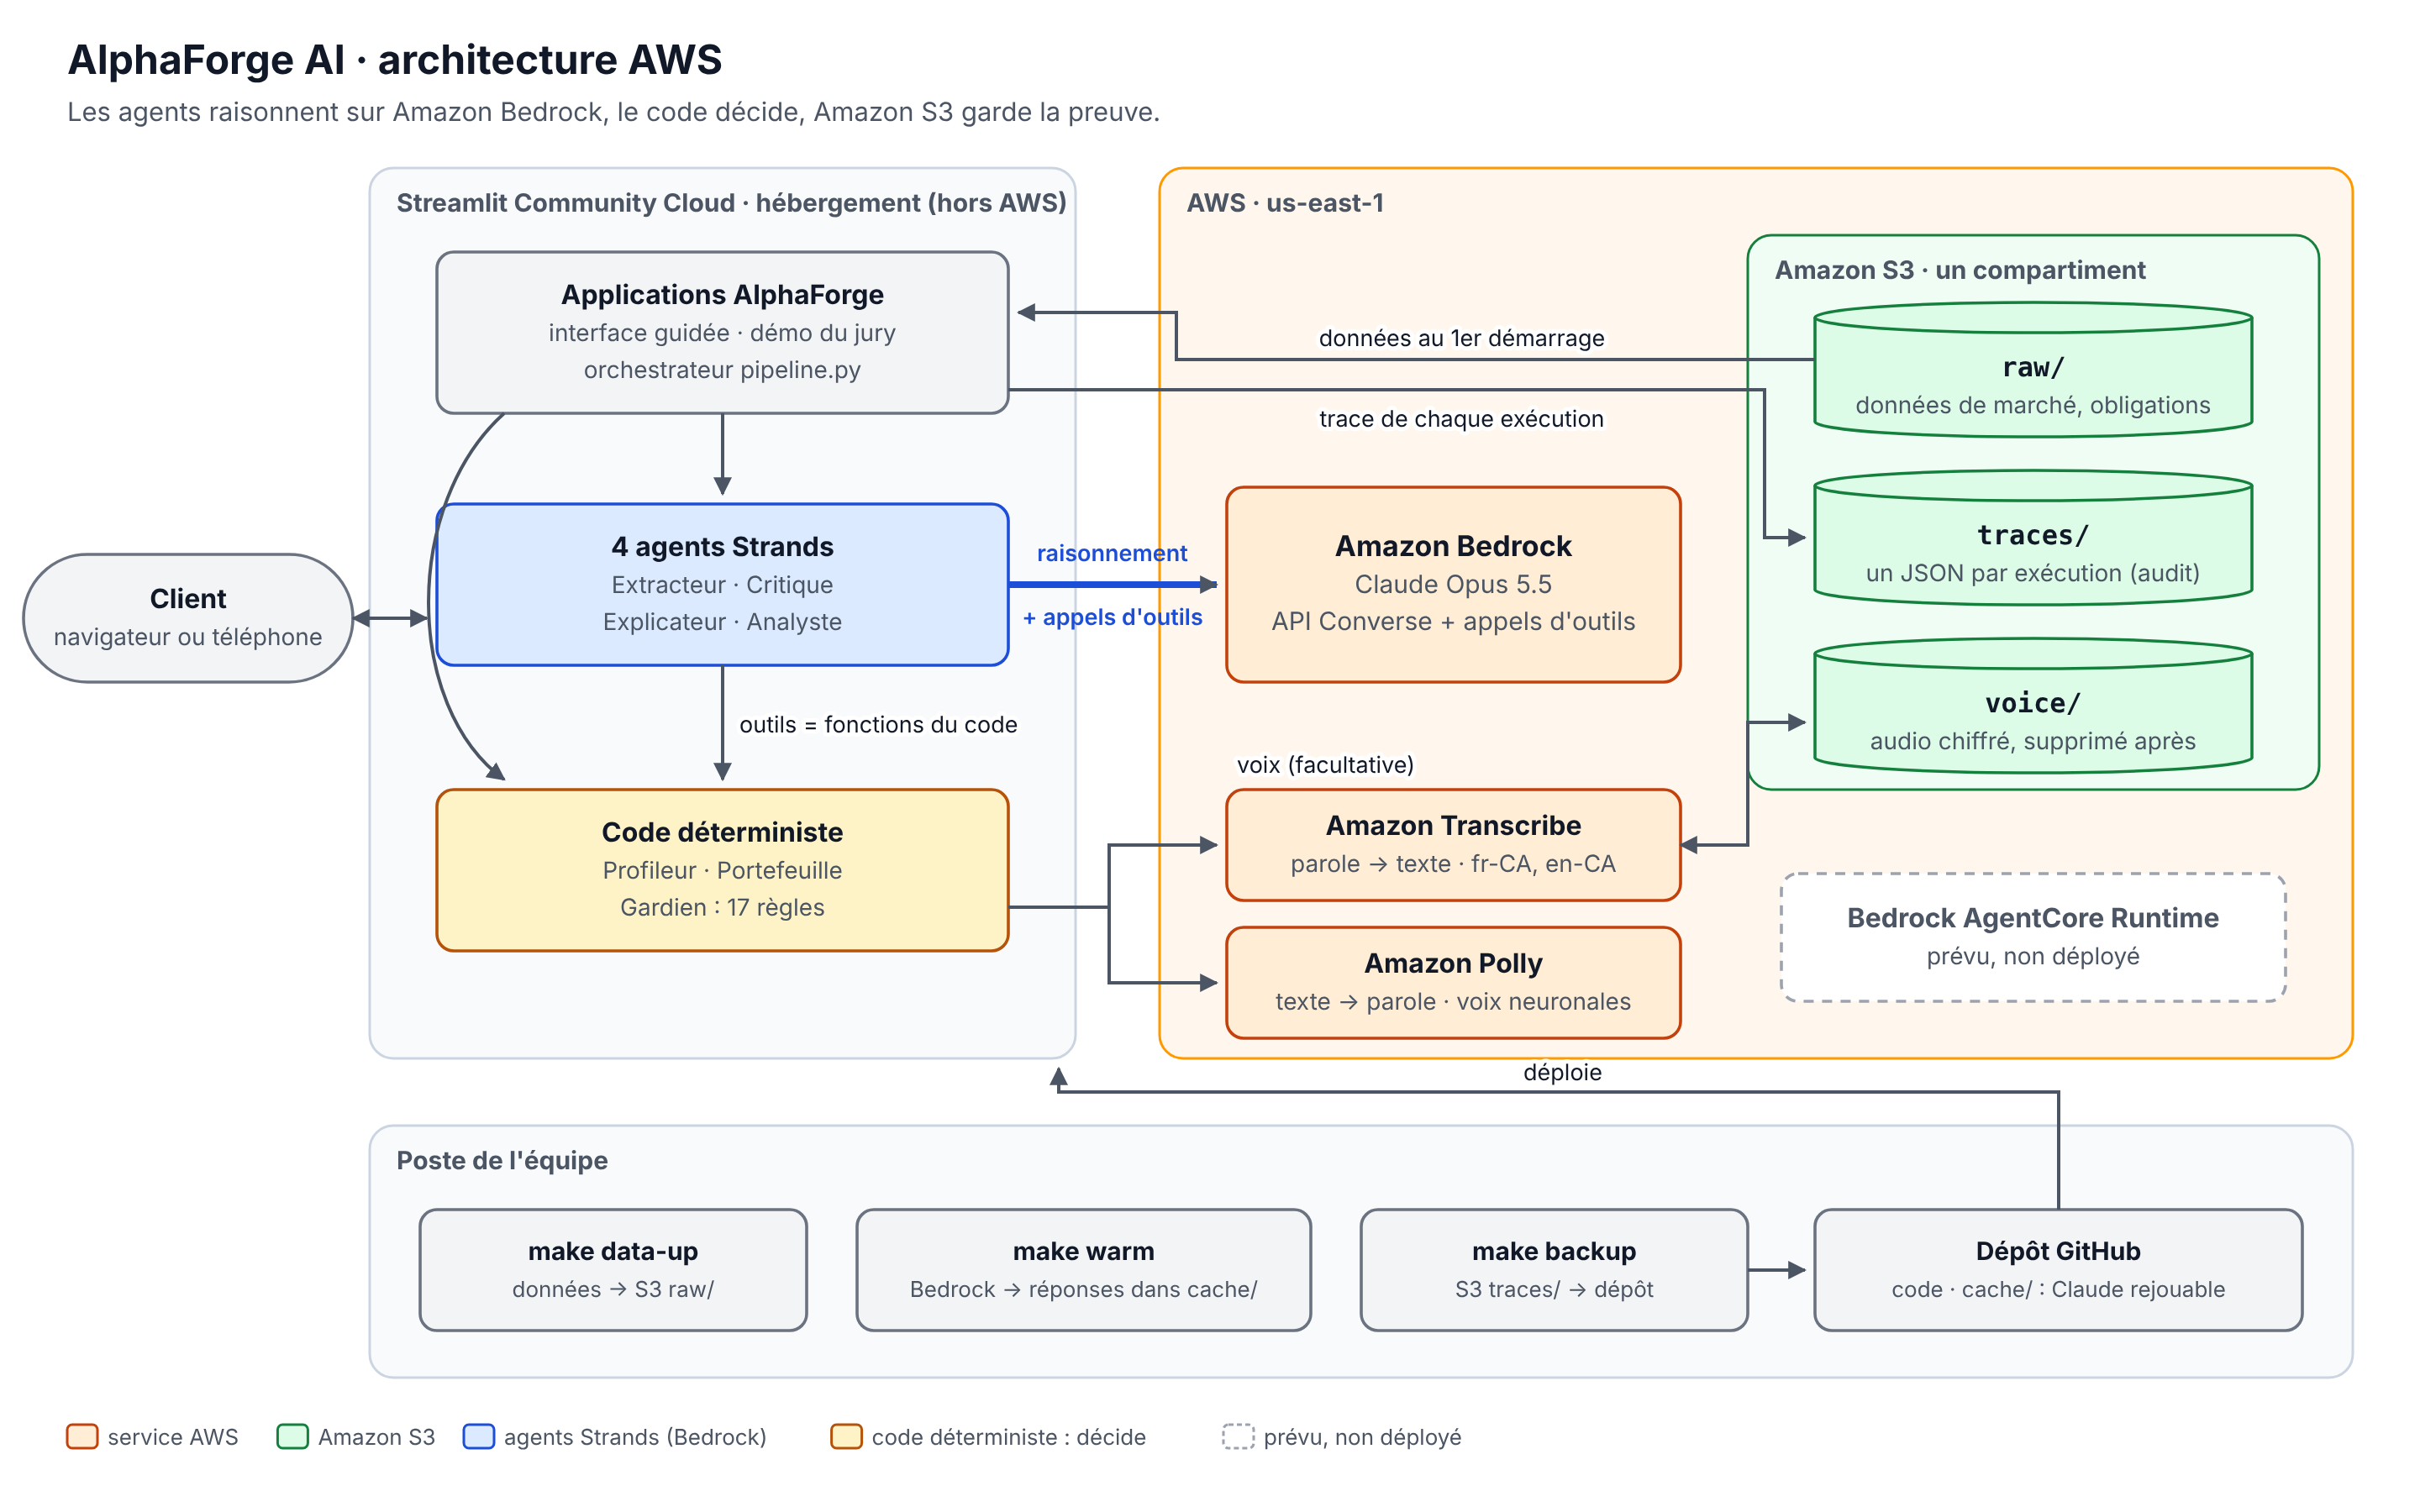 AlphaForge AI · architecture AWS
Les agents raisonnent sur Amazon Bedrock, le code décide, Amazon S3 garde la preuve.
Streamlit Community Cloud · hébergement (hors AWS)
Applications AlphaForge
interface guidée · démo du jury
orchestrateur pipeline.py
4 agents Strands
Extracteur · Critique
Explicateur · Analyste
Client
navigateur ou téléphone
outils = fonctions du code
Code déterministe
Profileur · Portefeuille
Gardien : 17 règles
raisonnement
+ appels d'outils
AWS · us-east-1
données au 1er démarrage
trace de chaque exécution
Amazon Bedrock
Claude Opus 5.5
API Converse + appels d'outils
voix (facultative)
Amazon Transcribe
parole → texte · fr-CA, en-CA
Amazon Polly
texte → parole · voix neuronales
Amazon S3 · un compartiment
raw/
données de marché, obligations
traces/
un JSON par exécution (audit)
voice/
audio chiffré, supprimé après
Bedrock AgentCore Runtime
prévu, non déployé
déploie
Poste de l'équipe
make data-up
données → S3 raw/
make warm
Bedrock → réponses dans cache/
make backup
S3 traces/ → dépôt
Dépôt GitHub
code · cache/ : Claude rejouable
service AWS
Amazon S3
agents Strands (Bedrock)
code déterministe : décide
prévu, non déployé